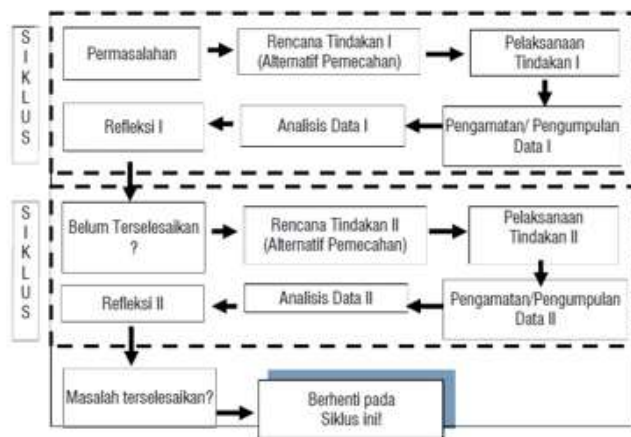 S
I
K
L
U
S
Permasalahan
Rencana Tindakan I
(Alternatif Pemecahan)
Pelaksanaan
Tindakan I
Refleksi I
Analisis Data I
Pengamatan/ Pengumpulan
Data I
S
I
K
L
U
S
Belum Terselesaikan
?
Rencana Tindakan II
(Alternatif Pemecahan)
Pelaksanaan
Tindakan II
Refleksi II
Analisis Data II
Pengamatan/Pengumpulan
Data II
Masalah terselesaikan?
Berhenti pada
Siklus ini!